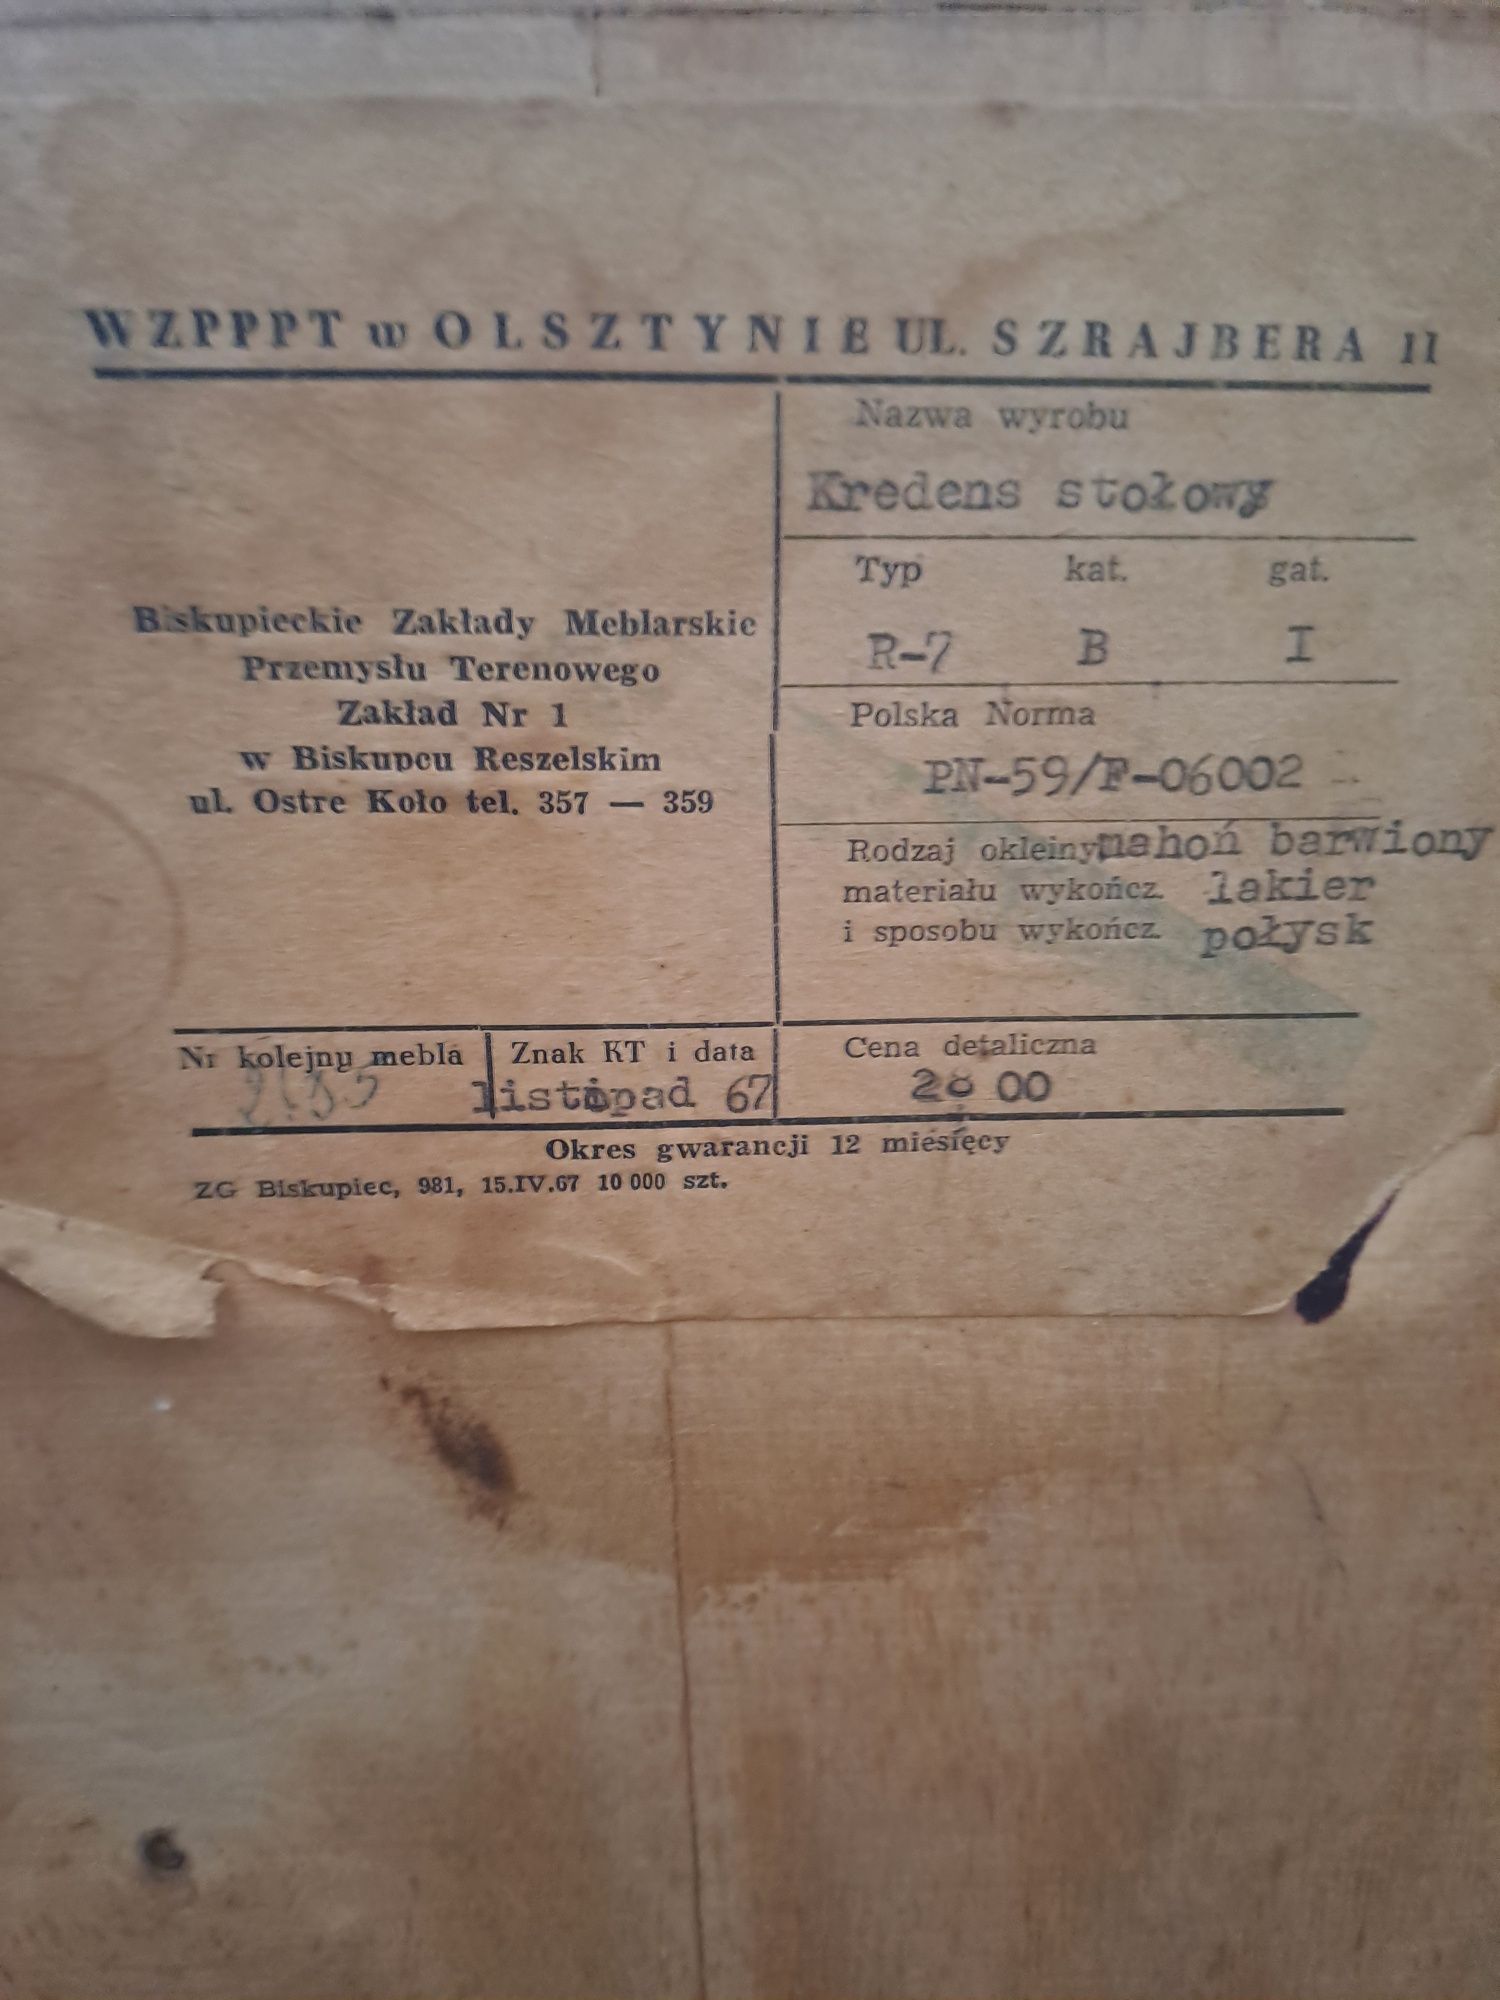 WZPPPT w OLSZTYNIE UL. SZRAJBERA 11
Nazwa wyrobu
Kredens stołowy
Typ kat. gat.
R-7 B I
Biskupieckie Zakłady Meblarskie
Przemysłu Terenowego
Zakład Nr 1
w Biskupcu Reszelskim
ul. Ostre Koło tel. 357 — 359
Polska Norma
PN-59/F-06002
Rodzaj okleiny mahoń barwiony
materiału wykończ. lakier
i sposobu wykończ. połysk
Nr kolejny mebla
Znak KT i data
listopad 67
Cena detaliczna
2800
Okres gwarancji 12 miesięcy
ZG Biskupiec, 981, 15.IV.67 10 000 szt.